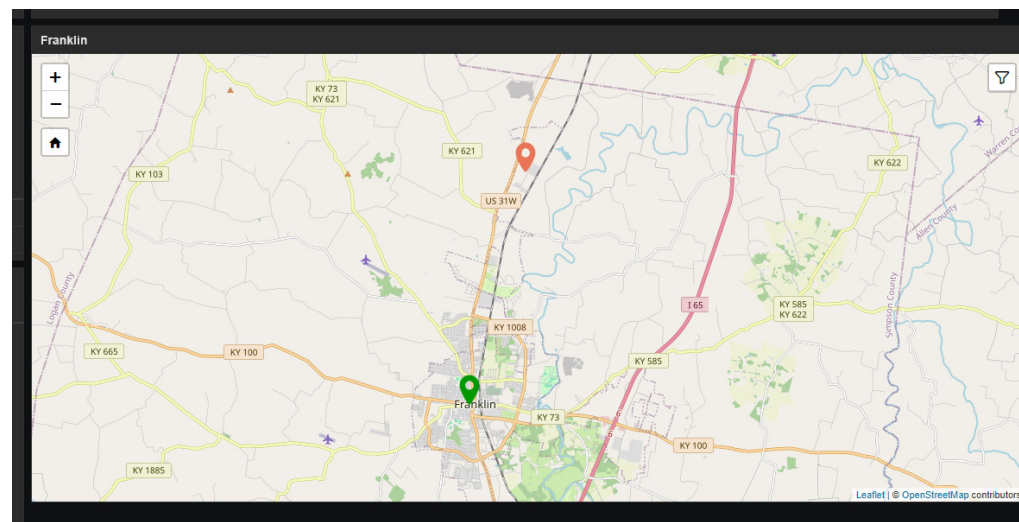 Franklin
+
−
KY 73
KY 621
KY 103
KY 621
KY 622
Warren Co
US 31W
Allen County
Logan County
I 65
KY 585
KY 622
Simpson County
KY 1008
KY 665
KY 100
KY 585
Franklin
KY 73
KY 100
KY 1885
Leaflet | © OpenStreetMap contributors